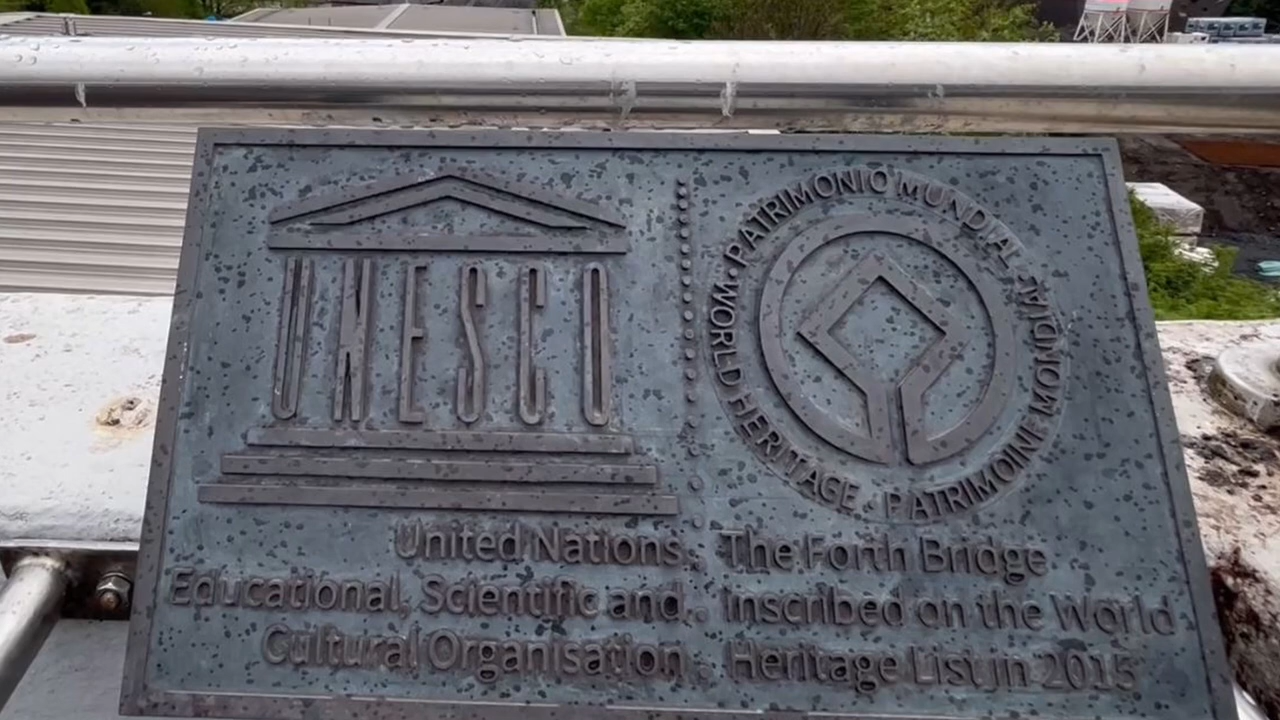 UNESCO
United Nations
Educational, Scientific and
Cultural Organisation
WORLD HERITAGE • PATRIMOINE MONDIAL • PATRIMONIO MUNDIAL •
The Forth Bridge
inscribed on the World
Heritage List in 2015